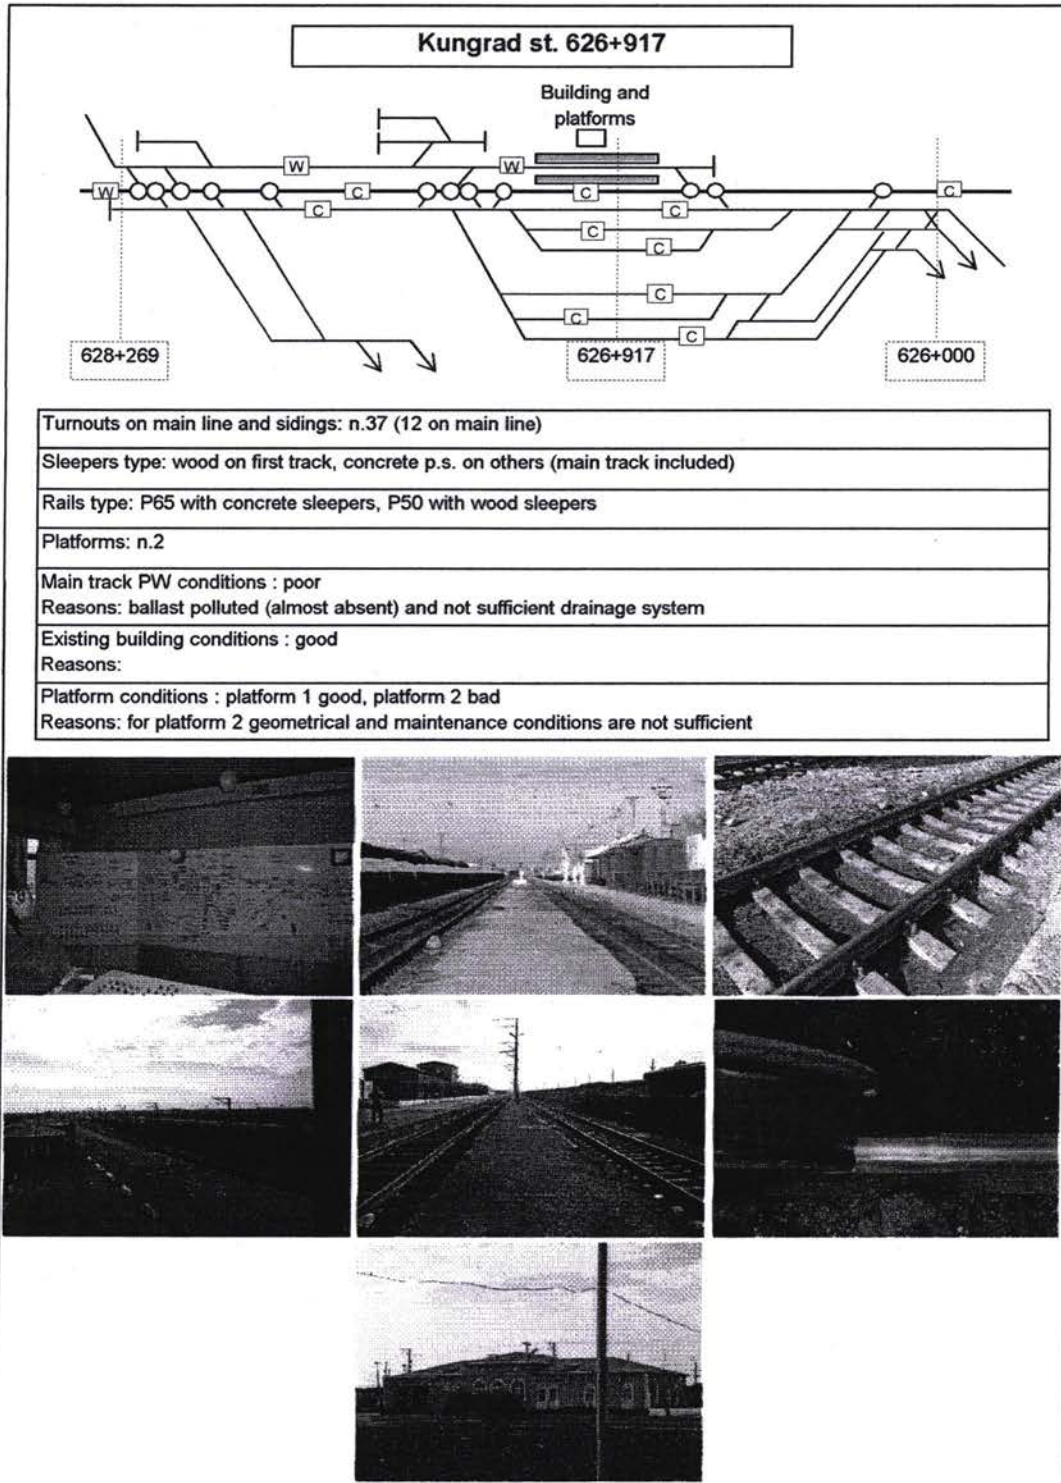 Kungrad st. 626+917
Building and
platforms
W
W
W
C
C
C
C
C
C
C
C
C
C
628+269
626+917
626+000
Turnouts on main line and sidings: n.37 (12 on main line)
Sleepers type: wood on first track, concrete p.s. on others (main track included)
Rails type: P65 with concrete sleepers, P50 with wood sleepers
Platforms: n.2
Main track PW conditions : poor
Reasons: ballast polluted (almost absent) and not sufficient drainage system
Existing building conditions : good
Reasons:
Platform conditions : platform 1 good, platform 2 bad
Reasons: for platform 2 geometrical and maintenance conditions are not sufficient